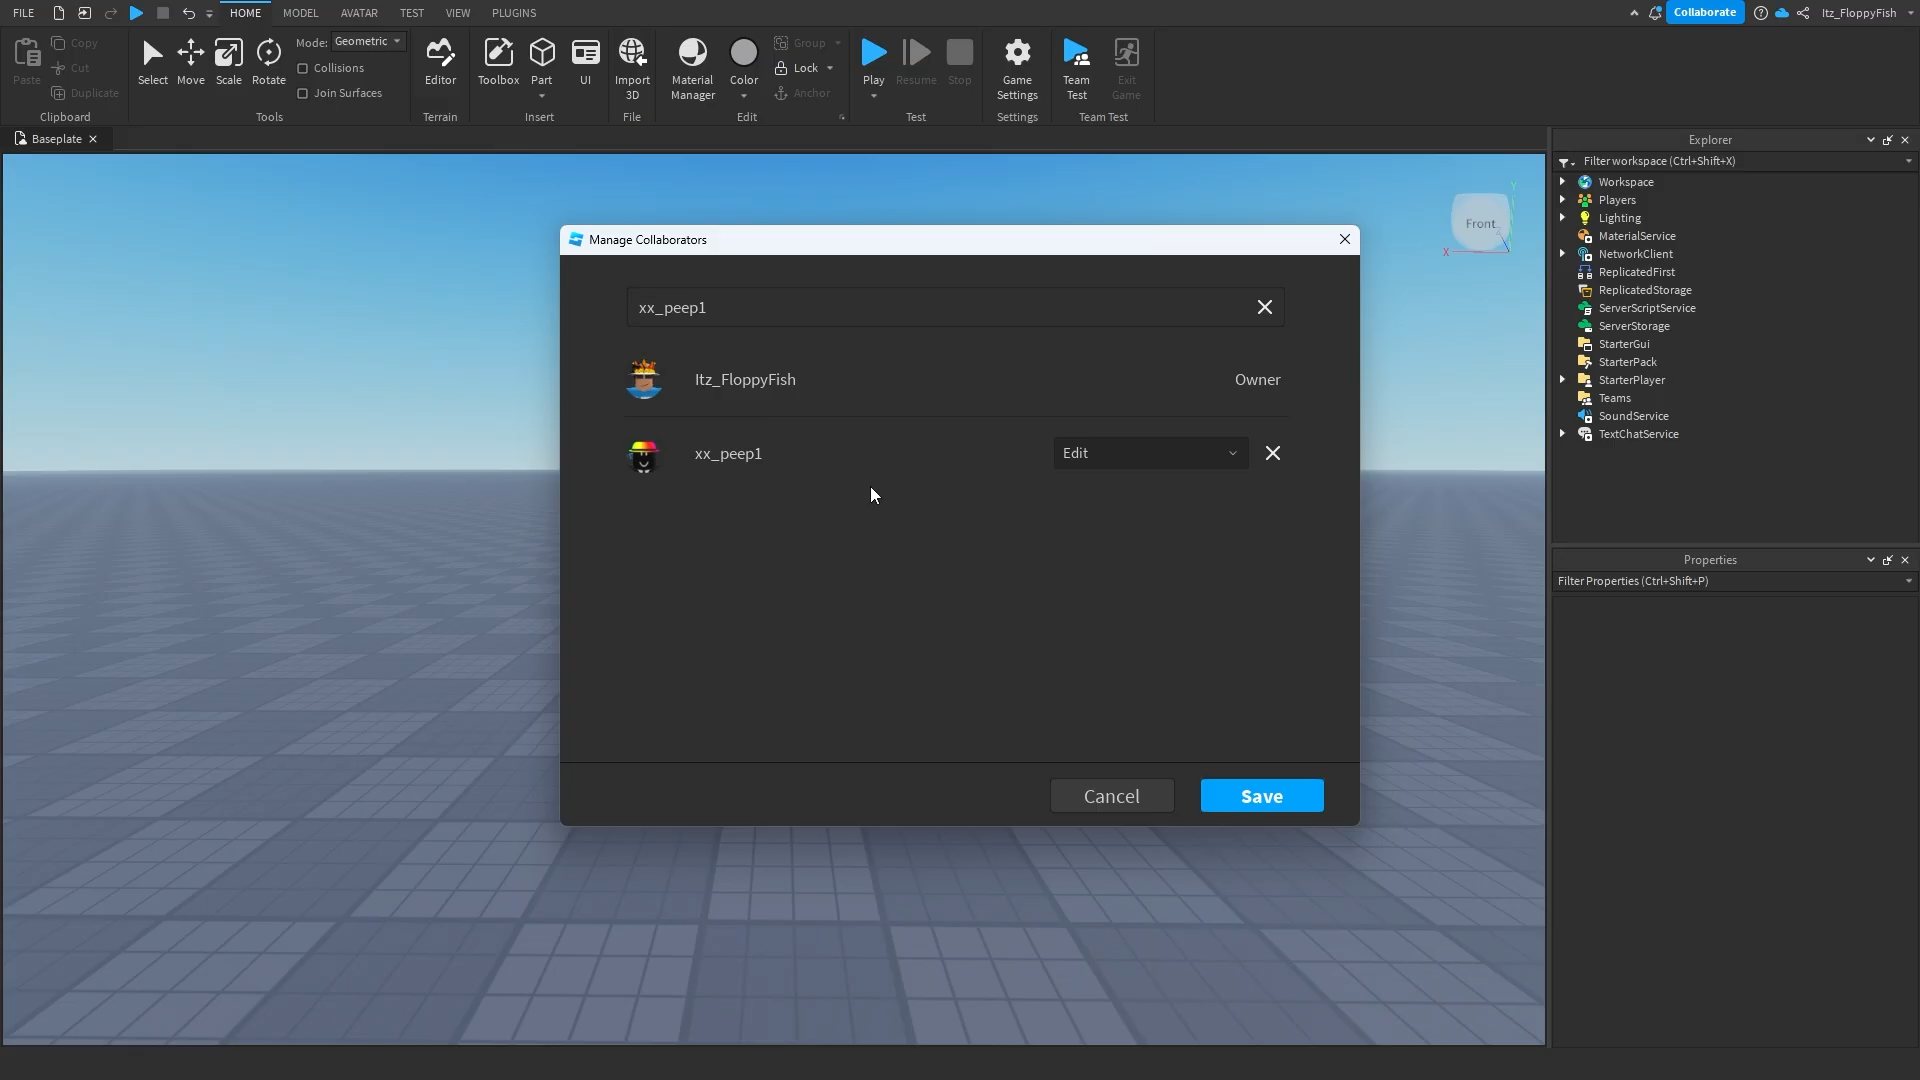 FILE HOME MODEL AVATAR TEST VIEW PLUGINS Collaborate Itz_FloppyFish
Paste Copy Cut Duplicate
Clipboard
Select Move Scale Rotate
Mode: Geometric
Collisions
Join Surfaces
Tools
Editor
Terrain
Toolbox Part UI
Insert
Import 3D
File
Material Manager
Color
Group
Lock
Anchor
Edit
Play Resume Stop
Test
Game Settings
Settings
Team Test
Exit Game
Team Test
Baseplate
Front
X
Y
Manage Collaborators
xx_peep1
Itz_FloppyFish Owner
xx_peep1 Edit
Cancel Save
Explorer
Filter workspace (Ctrl+Shift+X)
Workspace
Players
Lighting
MaterialService
NetworkClient
ReplicatedFirst
ReplicatedStorage
ServerScriptService
ServerStorage
StarterGui
StarterPack
StarterPlayer
Teams
SoundService
TextChatService
Properties
Filter Properties (Ctrl+Shift+P)